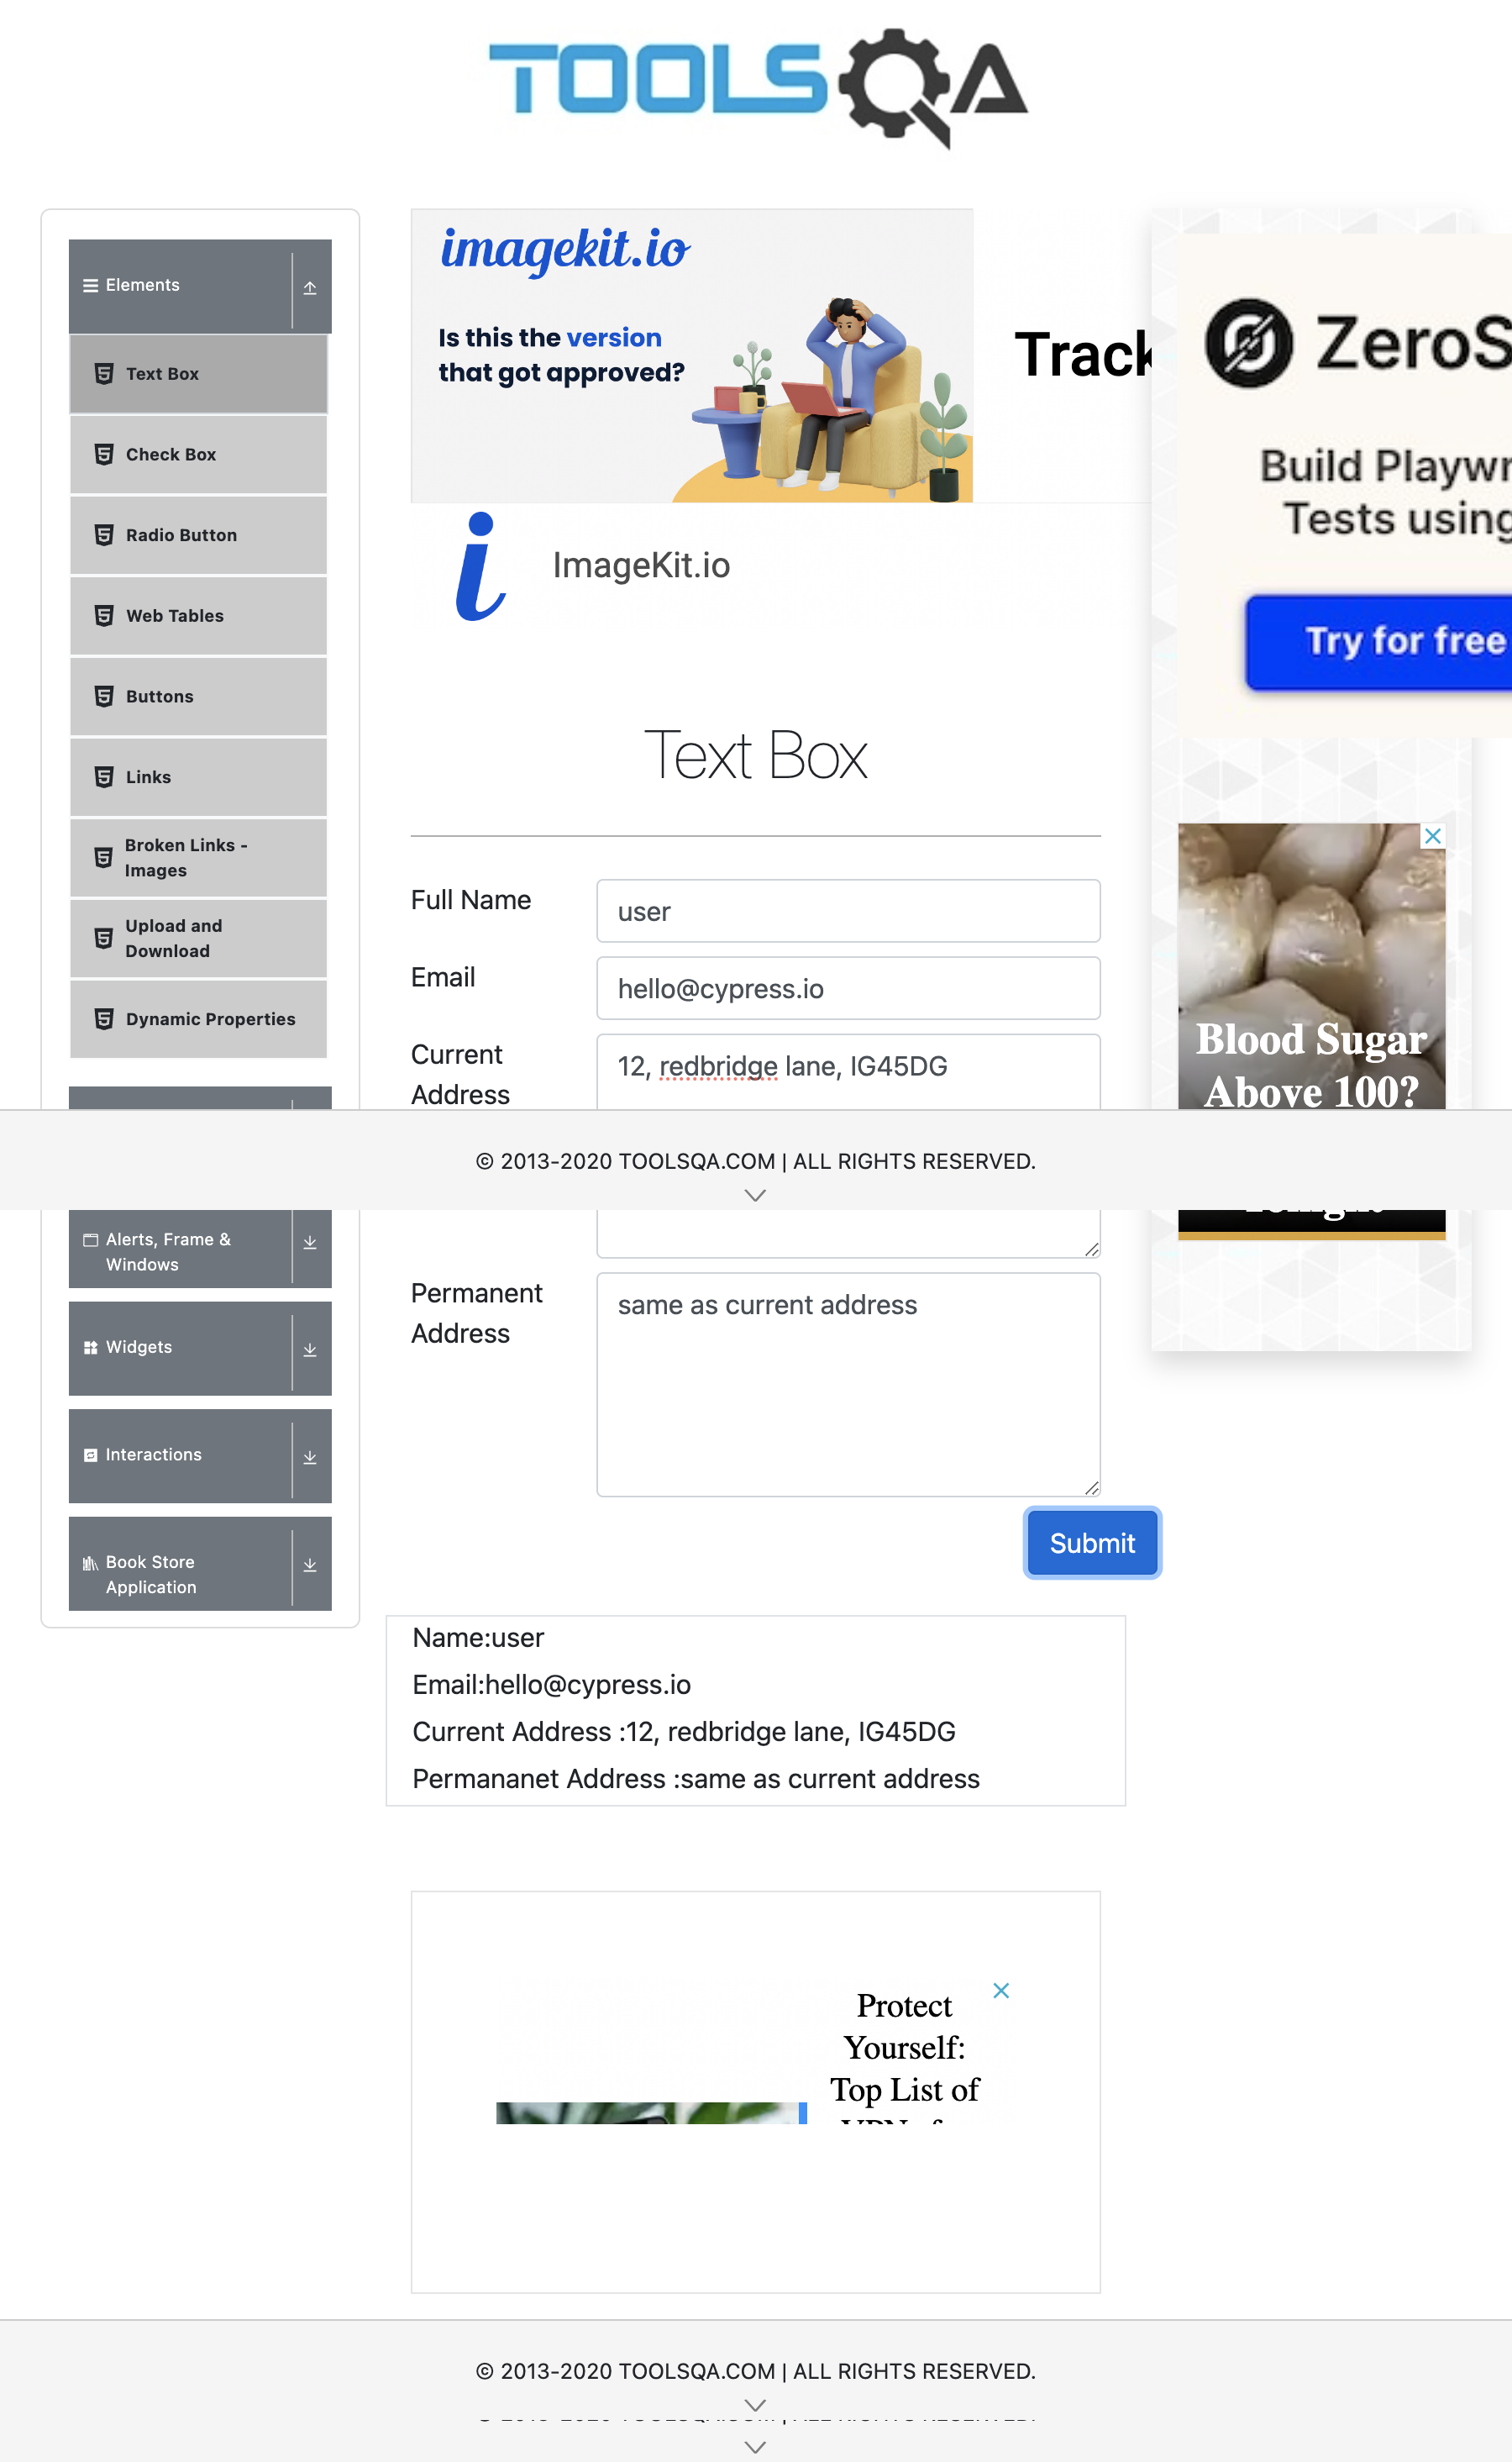 TOOLSQA
Elements
Text Box
Check Box
Radio Button
Web Tables
Buttons
Links
Broken Links -
Images
Upload and
Download
Dynamic Properties
imagekit.io
Is this the version
that got approved?
Track
i
ImageKit.io
ZeroS
Build Playwr
Tests using
Try for free
Text Box
Full Name
user
Email
hello@cypress.io
Current
Address
12, redbridge lane, IG45DG
Blood Sugar
Above 100?
© 2013-2020 TOOLSQA.COM | ALL RIGHTS RESERVED.
Alerts, Frame &
Windows
Widgets
Interactions
Book Store
Application
Permanent
Address
same as current address
Submit
Name:user
Email:hello@cypress.io
Current Address :12, redbridge lane, IG45DG
Permananet Address :same as current address
Protect
Yourself:
Top List of
© 2013-2020 TOOLSQA.COM | ALL RIGHTS RESERVED.